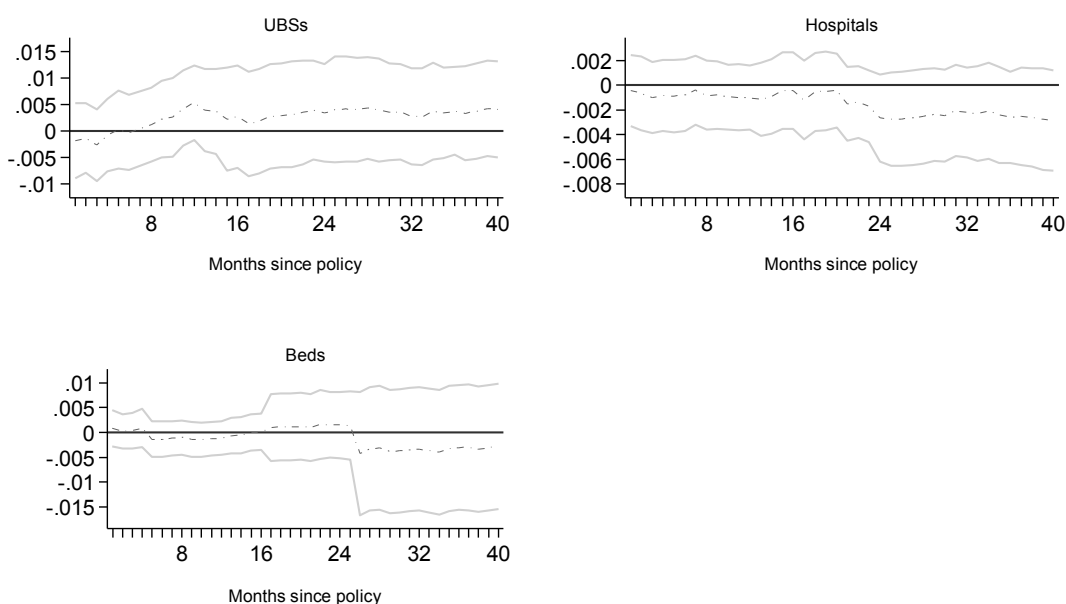 UBSs
.015
.01
.005
0
-.005
-.01
8 16 24 32 40
Months since policy
Hospitals
.002
0
-.002
-.004
-.006
-.008
8 16 24 32 40
Months since policy
Beds
.01
.005
0
-.005
-.01
-.015
8 16 24 32 40
Months since policy